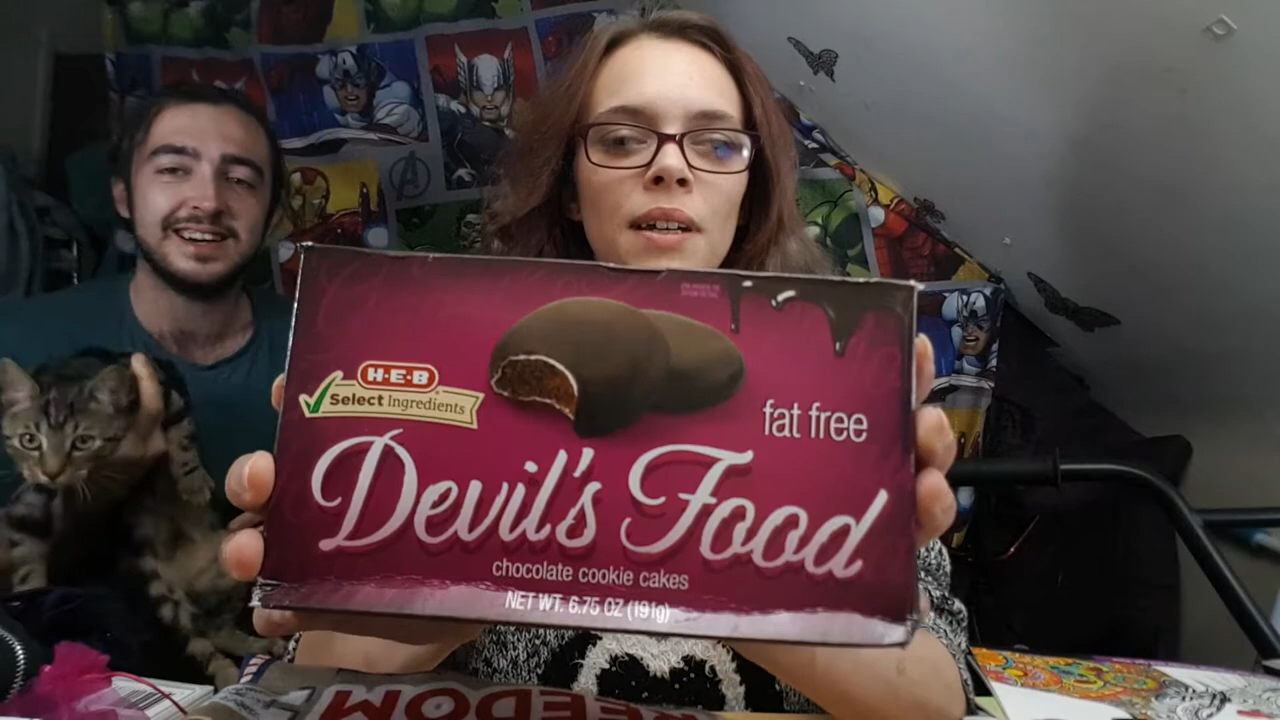 H-E-B
Select Ingredients
fat free
Devil's Food
chocolate cookie cakes
NET WT. 6.75 OZ (191g)